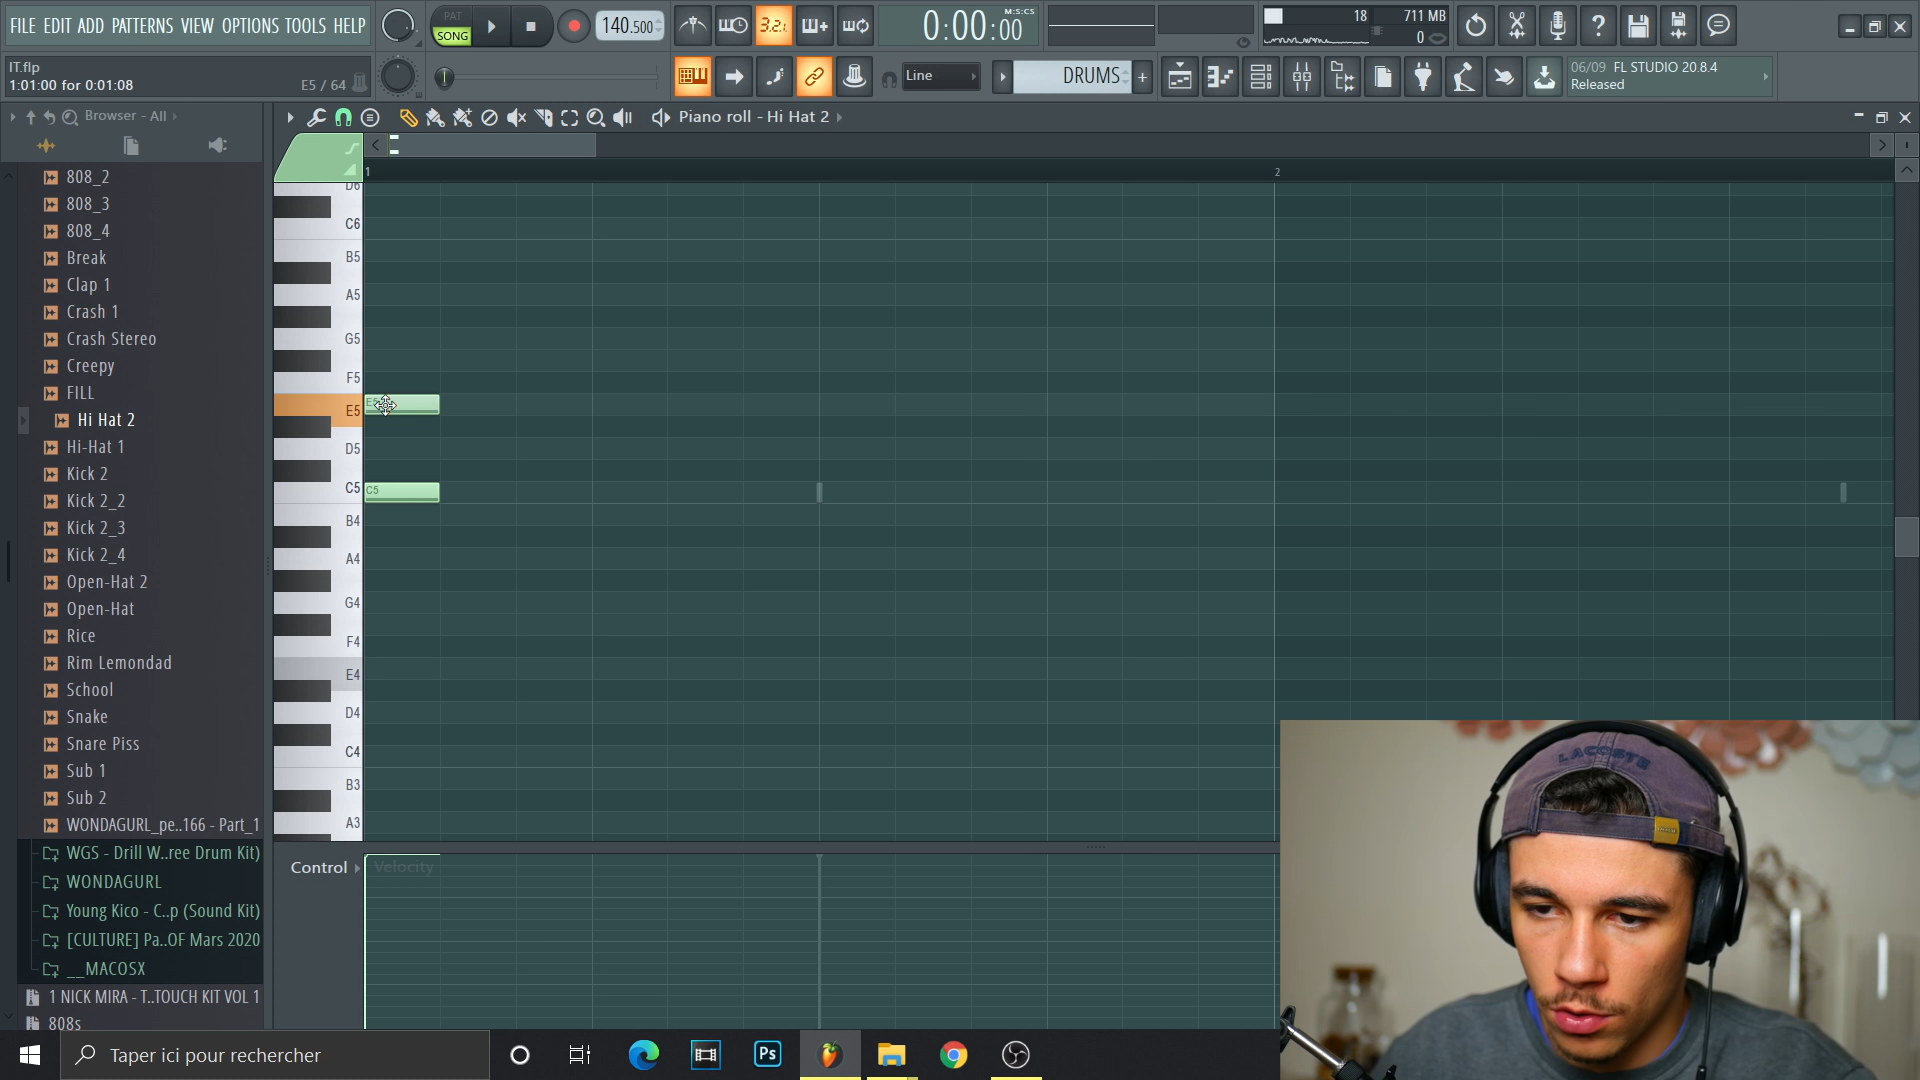 FILE EDIT ADD PATTERNS VIEW OPTIONS TOOLS HELP
PAT
SONG
140.500
3.2.
0:00:00
M:S:CS
18
711 MB
0
IT.flp
1:01:00 for 0:01:08
E5 / 64
Line
DRUMS
06/09 FL STUDIO 20.8.4
Released
Browser - All
Piano roll - Hi Hat 2
1
2
808_2
808_3
808_4
Break
Clap 1
Crash 1
Crash Stereo
Creepy
FILL
Hi Hat 2
Hi-Hat 1
Kick 2
Kick 2_2
Kick 2_3
Kick 2_4
Open-Hat 2
Open-Hat
Rice
Rim Lemondad
School
Snake
Snare Piss
Sub 1
Sub 2
WONDAGURL_pe..166 - Part_1
WGS - Drill W..ree Drum Kit)
WONDAGURL
Young Kico - C..p (Sound Kit)
[CULTURE] Pa..OF Mars 2020
__MACOSX
1 NICK MIRA - T..TOUCH KIT VOL 1
808s
D6
C6
B5
A5
G5
F5
E5
D5
C5
B4
A4
G4
F4
E4
D4
C4
B3
A3
E5
C5
Control
Velocity
LACOSTE
Taper ici pour rechercher
Ps